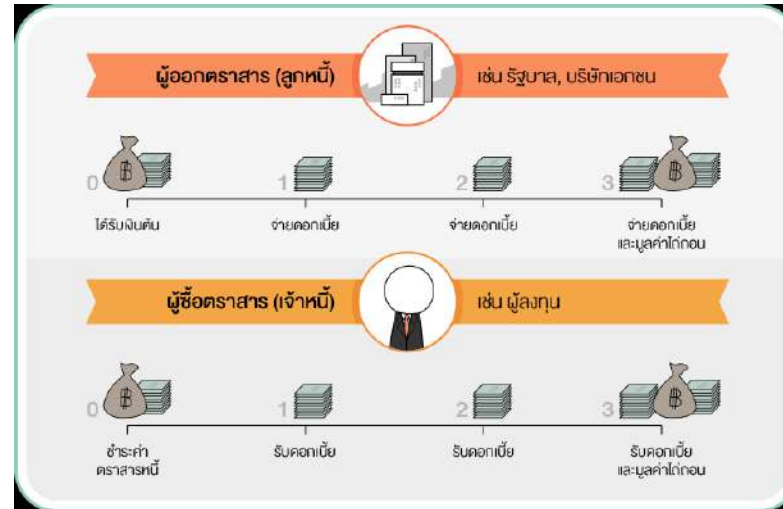 ผู้ออกตราสาร (ลูกหนี้) เช่น รัฐบาล, บริษัทเอกชน
0 ฿ 1 2 3 ฿
ได้รับเงินต้น จ่ายดอกเบี้ย จ่ายดอกเบี้ย จ่ายดอกเบี้ย
และมูลค่าไถ่ถอน
ผู้ซื้อตราสาร (เจ้าหนี้) เช่น ผู้ลงทุน
0 ฿ 1 2 3 ฿
ชำระค่า รับดอกเบี้ย รับดอกเบี้ย รับดอกเบี้ย
ตราสารหนี้ และมูลค่าไถ่ถอน